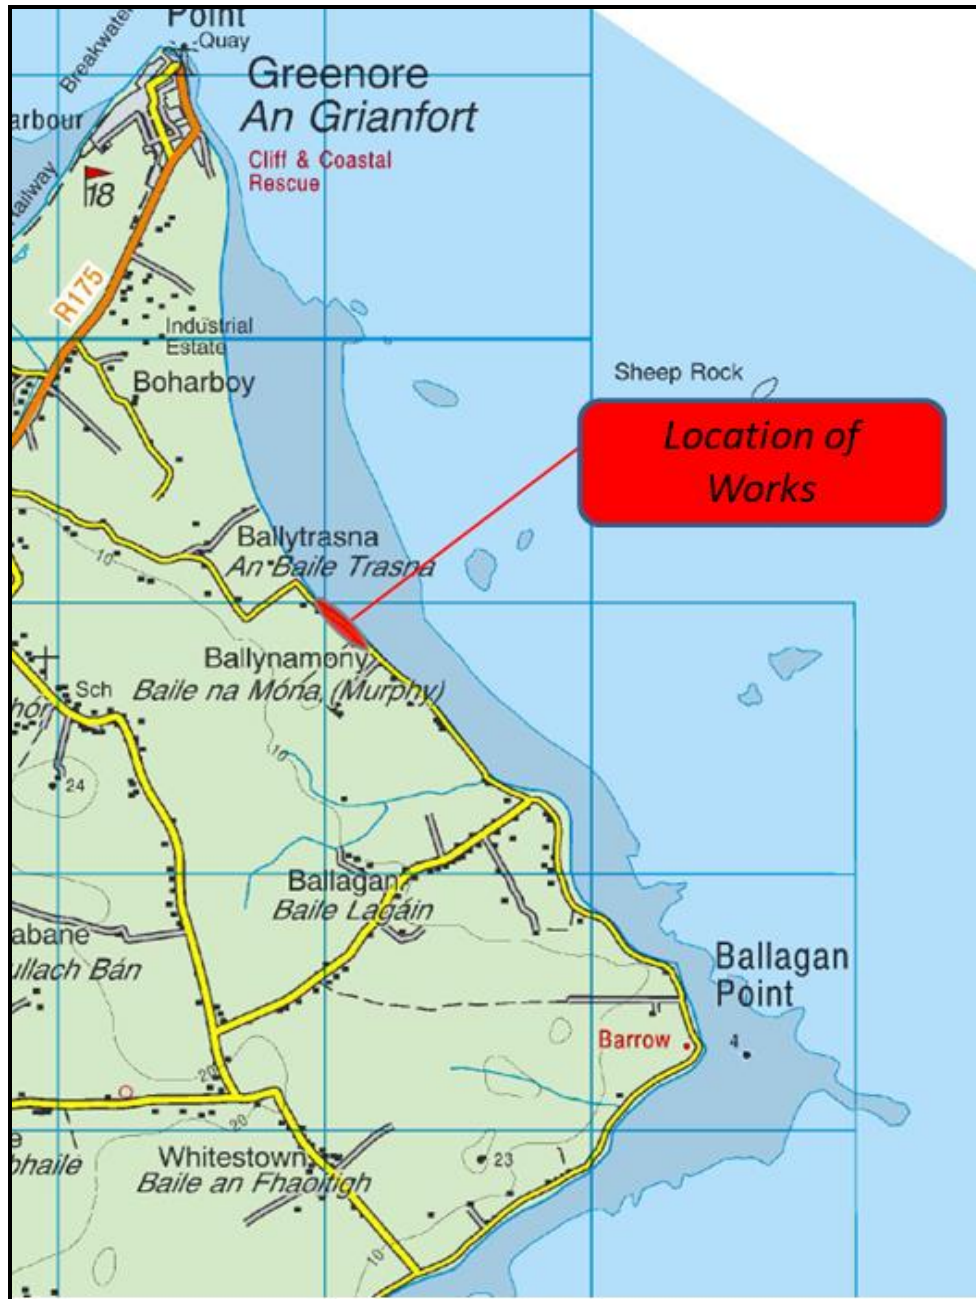 Point
Quay
Breakwater
Greenore
An Grianfort
arbour
Cliff & Coastal
Rescue
Railway
18
R175
Industrial
Estate
Boharboy
Sheep Rock
Location of
Works
Ballytrasna
An Baile Trasna
10
Ballynamony
Baile na Móna (Murphy)
Sch
hór
10
24
Ballagan
Baile Lagáin
abane
ullach Bán
Ballagan
Point
Barrow
4
20
20
Whitestown
Baile an Fhaoitigh
23
e
bhaile
10